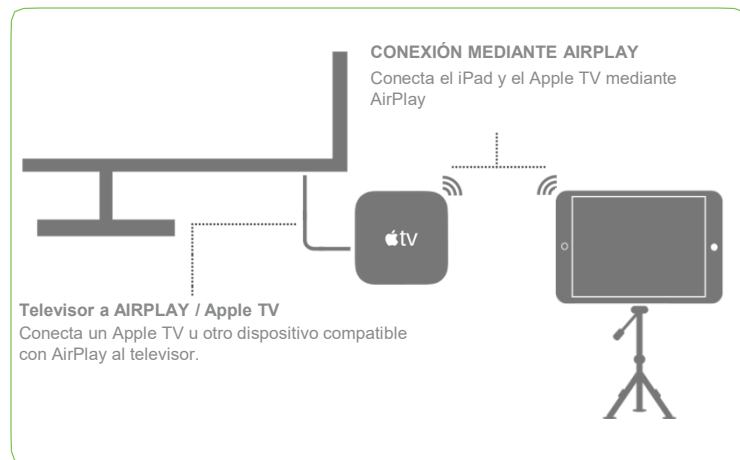 CONEXIÓN MEDIANTE AIRPLAY
Conecta el iPad y el Apple TV mediante
AirPlay
tv
Televisor a AIRPLAY / Apple TV
Conecta un Apple TV u otro dispositivo compatible
con AirPlay al televisor.